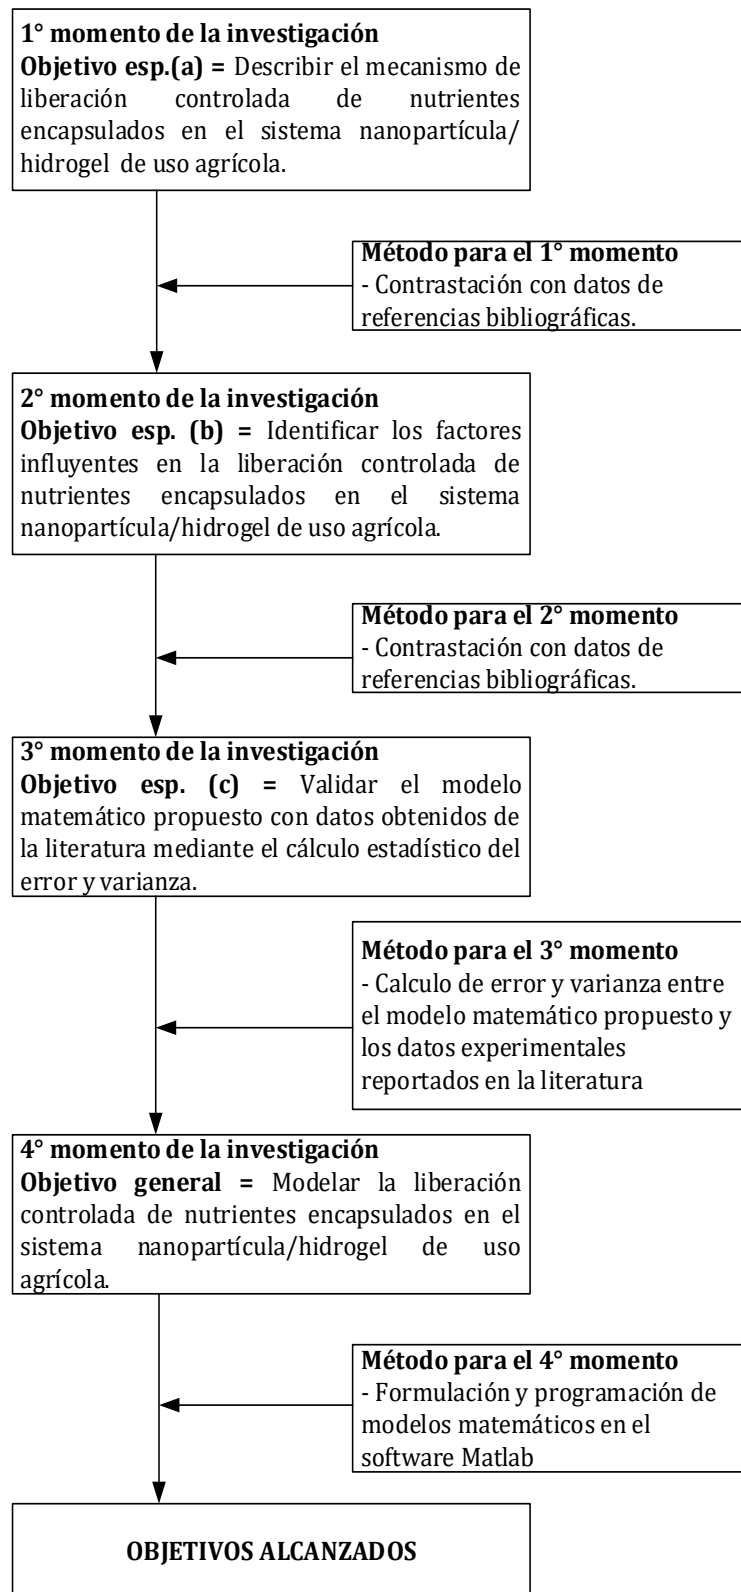 1° momento de la investigación
Objetivo esp.(a) = Describir el mecanismo de
liberación controlada de nutrientes
encapsulados en el sistema nanopartícula/
hidrogel de uso agrícola.
Método para el 1° momento
- Contrastación con datos de
referencias bibliográficas.
2° momento de la investigación
Objetivo esp. (b) = Identificar los factores
influyentes en la liberación controlada de
nutrientes encapsulados en el sistema
nanopartícula/hidrogel de uso agrícola.
Método para el 2° momento
- Contrastación con datos de
referencias bibliográficas.
3° momento de la investigación
Objetivo esp. (c) = Validar el modelo
matemático propuesto con datos obtenidos de
la literatura mediante el cálculo estadístico del
error y varianza.
Método para el 3° momento
- Calculo de error y varianza entre
el modelo matemático propuesto y
los datos experimentales
reportados en la literatura
4° momento de la investigación
Objetivo general = Modelar la liberación
controlada de nutrientes encapsulados en el
sistema nanopartícula/hidrogel de uso
agrícola.
Método para el 4° momento
- Formulación y programación de
modelos matemáticos en el
software Matlab
OBJETIVOS ALCANZADOS